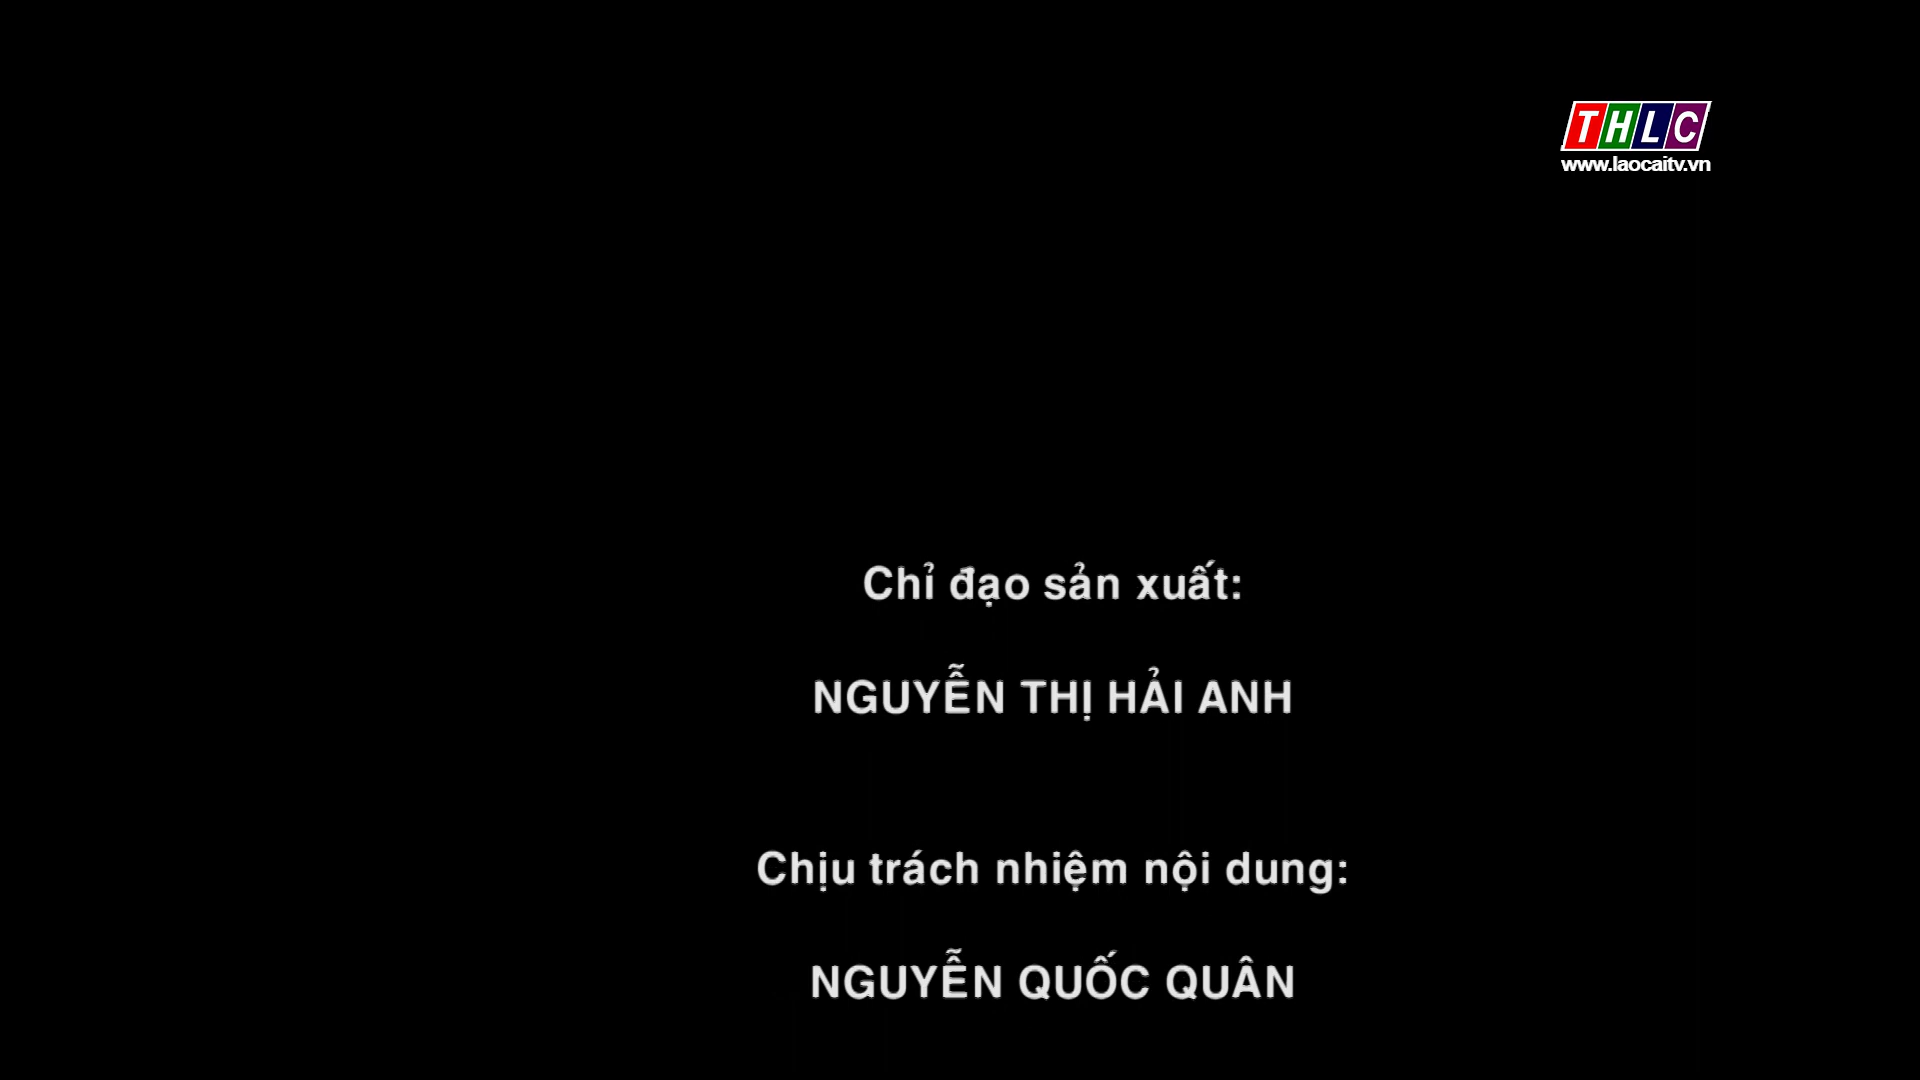 THLC
www.laocaitv.vn
Chỉ đạo sản xuất:
NGUYỄN THỊ HẢI ANH
Chịu trách nhiệm nội dung:
NGUYỄN QUỐC QUÂN